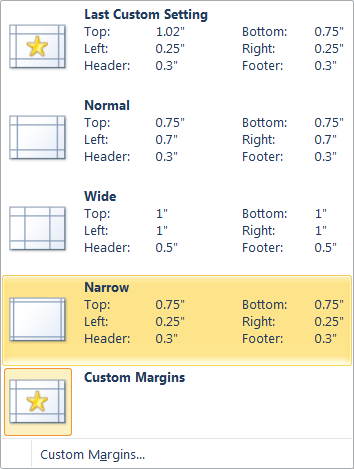 Last Custom Setting
Top: 1.02" Bottom: 0.75"
Left: 0.25" Right: 0.25"
Header: 0.3" Footer: 0.3"
Normal
Top: 0.75" Bottom: 0.75"
Left: 0.7" Right: 0.7"
Header: 0.3" Footer: 0.3"
Wide
Top: 1" Bottom: 1"
Left: 1" Right: 1"
Header: 0.5" Footer: 0.5"
Narrow
Top: 0.75" Bottom: 0.75"
Left: 0.25" Right: 0.25"
Header: 0.3" Footer: 0.3"
Custom Margins
Custom Margins...